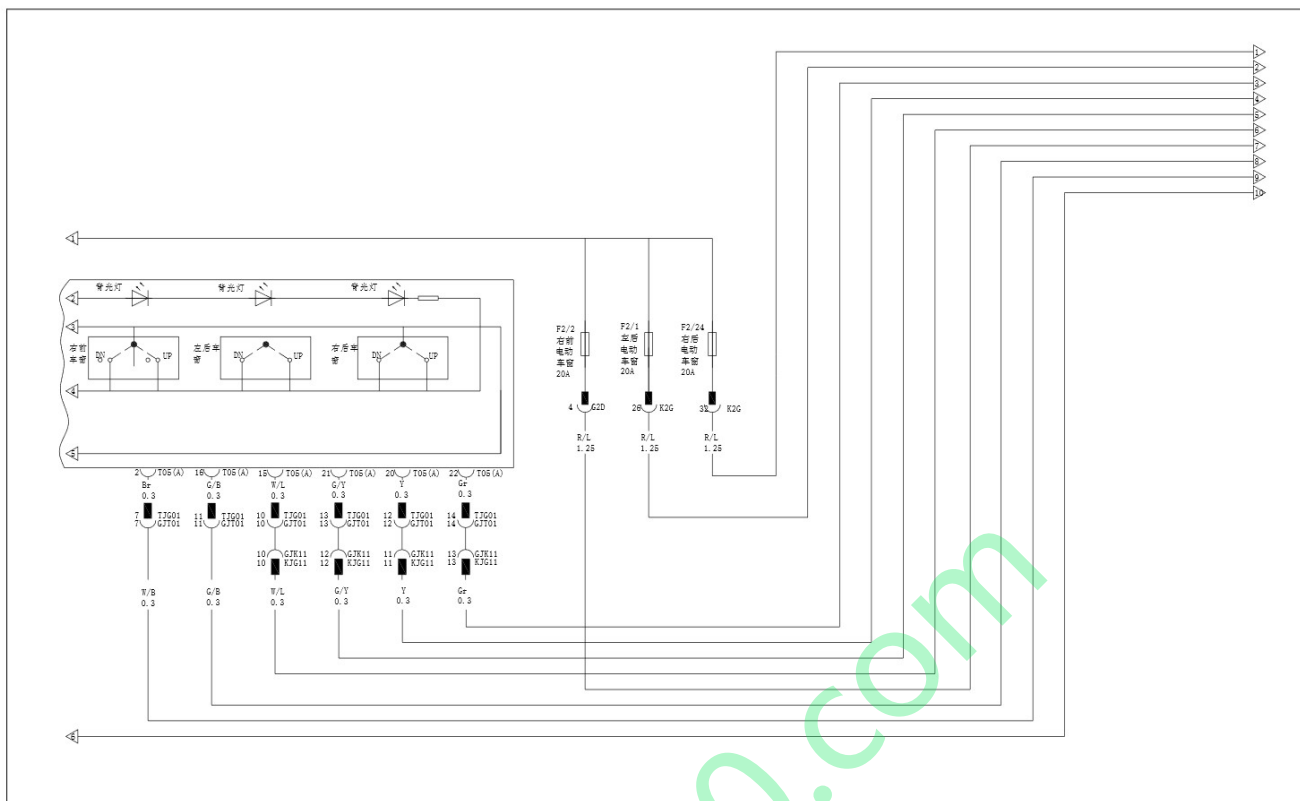 1
2
3
4
5
6
7
8
9
10
1
背光灯 背光灯 背光灯
2
3
右前车窗 DN UP
左后车窗 DN UP
右后车窗 DN UP
4
5
F2/2 右前电动车窗 20A
F2/1 左后电动车窗 20A
F2/24 右后电动车窗 20A
4 G2D 26 K2G 32 K2G
R/L R/L R/L
1.25 1.25 1.25
2 T05(A) 16 T05(A) 15 T05(A) 21 T05(A) 20 T05(A) 22 T05(A)
Br G/B W/L G/Y Y Gr
0.3 0.3 0.3 0.3 0.3 0.3
7 TJG01 11 TJG01 10 TJG01 13 TJG01 12 TJG01 14 TJG01
7 GJT01 11 GJT01 10 GJT01 13 GJT01 12 GJT01 14 GJT01
10 GJK11 12 GJK11 11 GJK11 13 GJK11
10 KJG11 12 KJG11 11 KJG11 13 KJG11
W/B G/B W/L G/Y Y Gr
0.3 0.3 0.3 0.3 0.3 0.3
6
.com